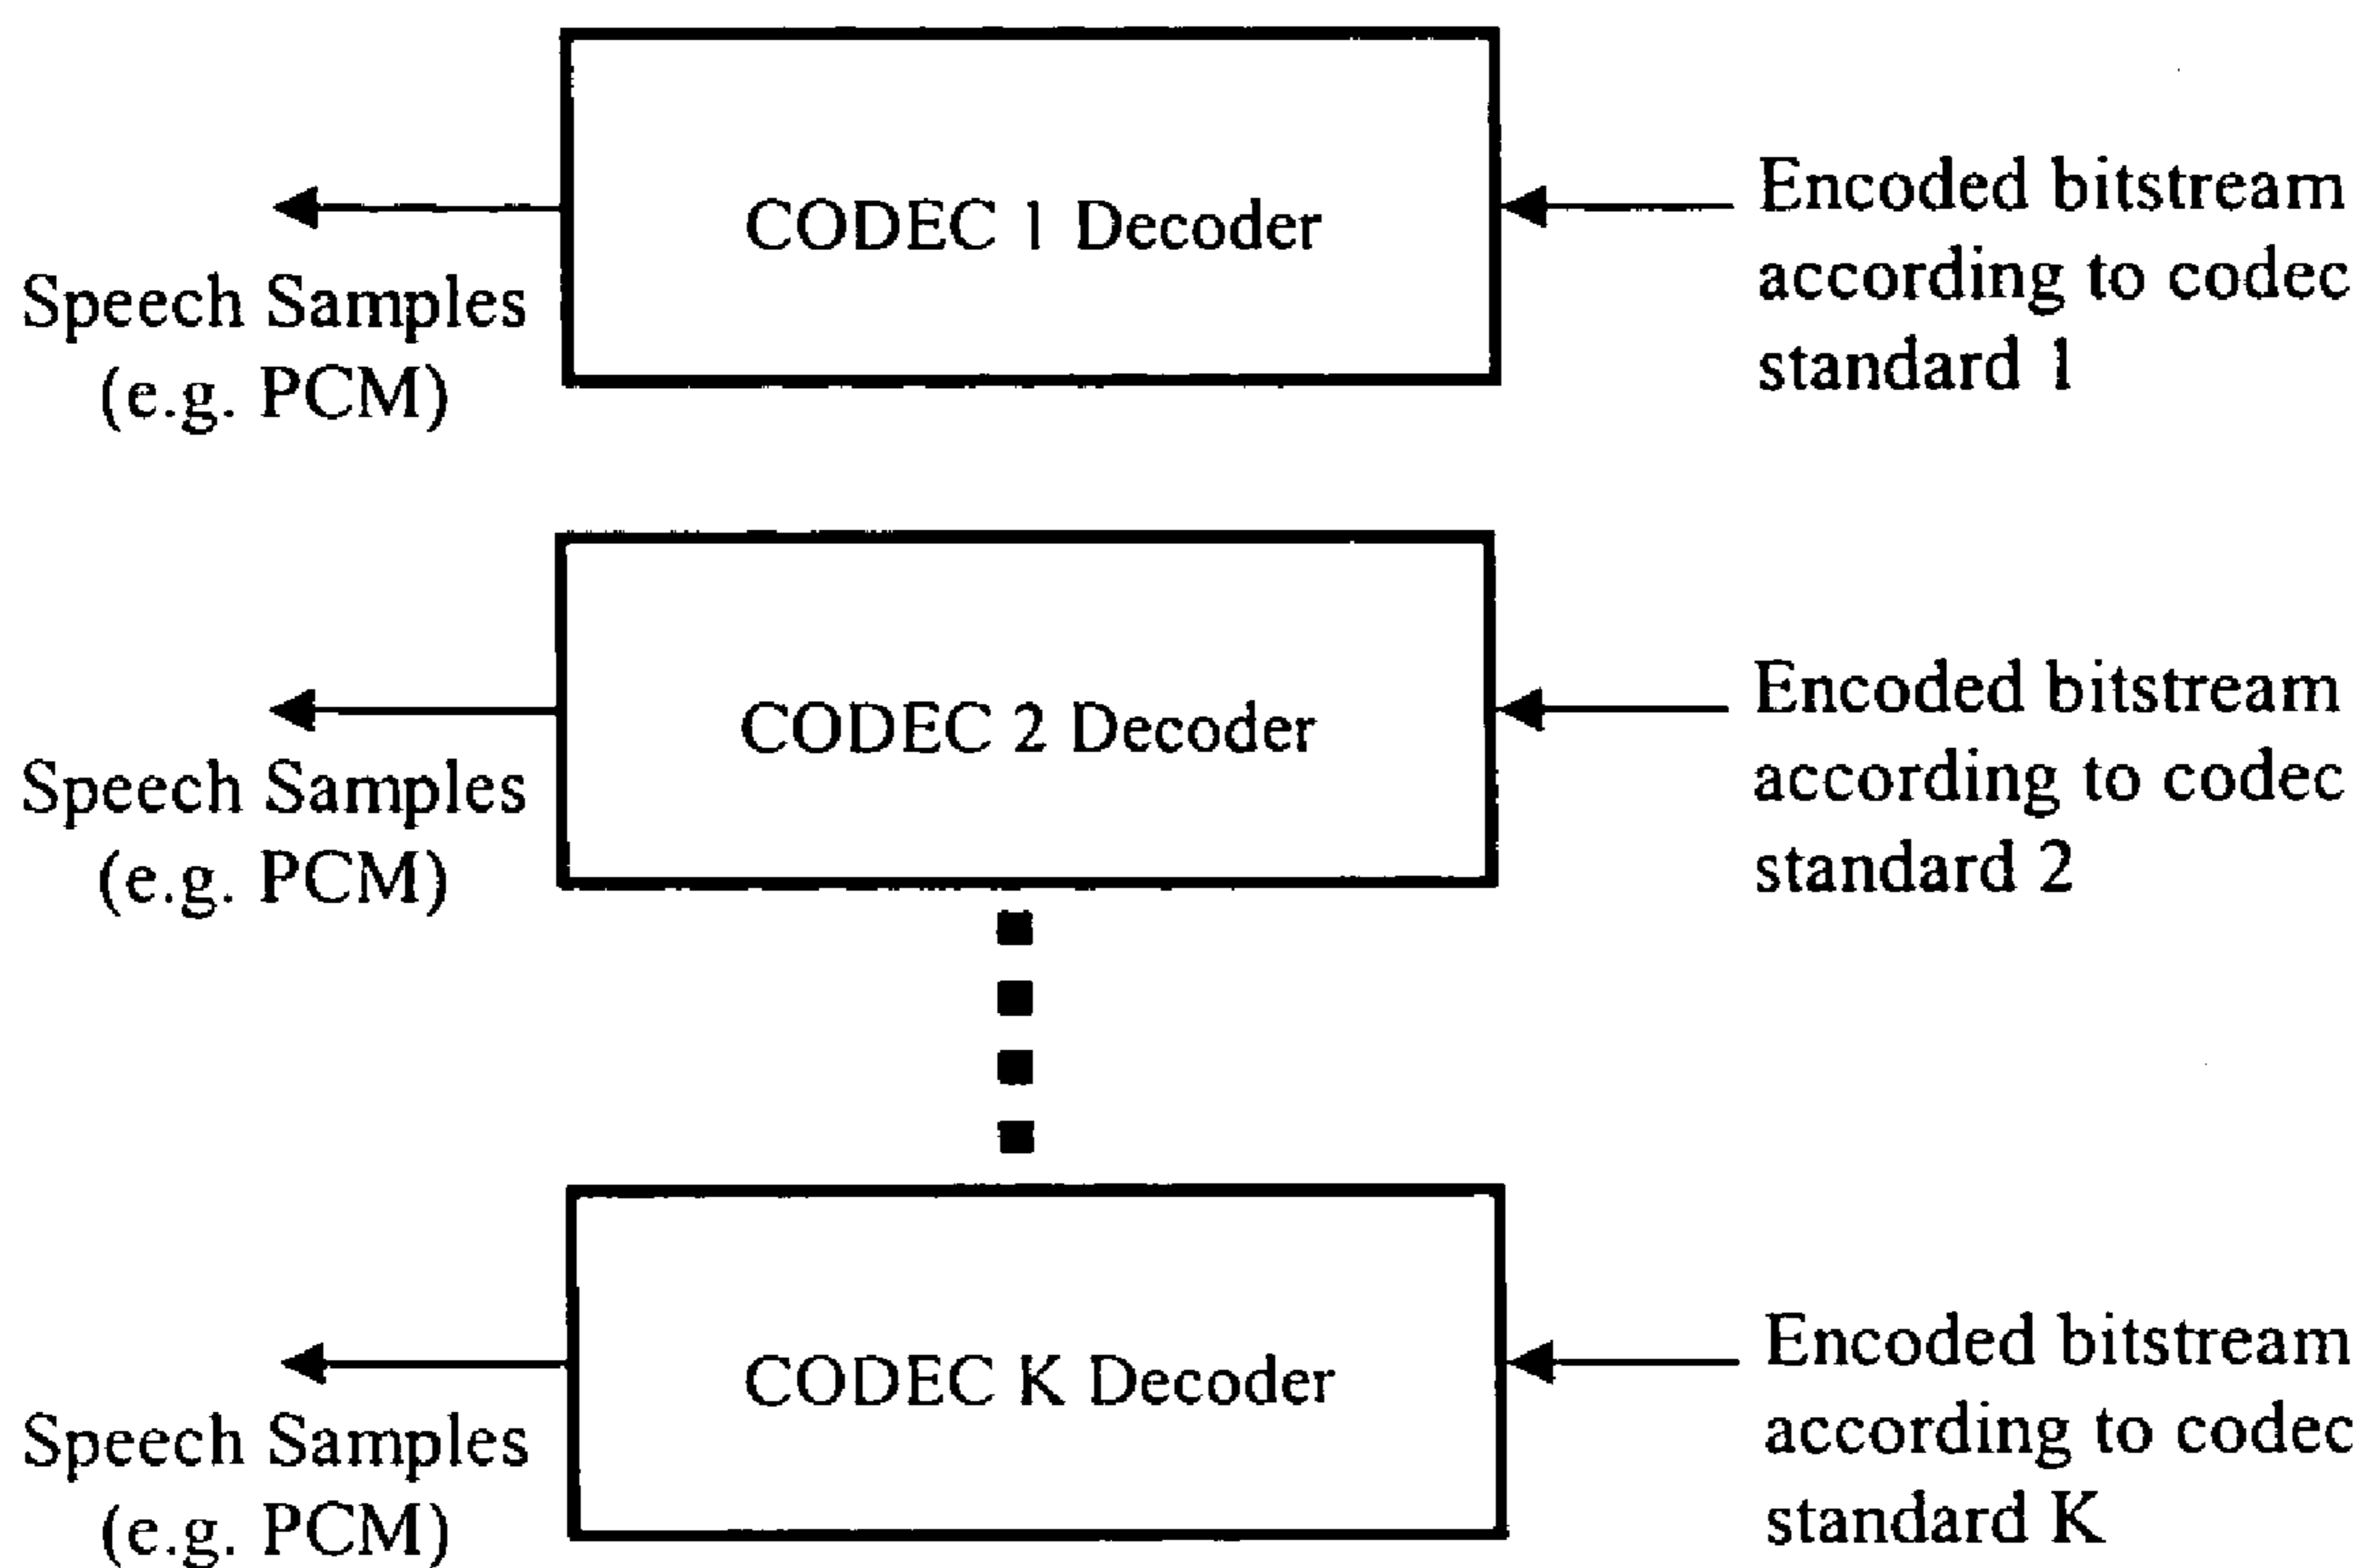 CODEC 1 Decoder
Encoded bitstream
according to codec
standard 1
Speech Samples
(e.g. PCM)
CODEC 2 Decoder
Encoded bitstream
according to codec
standard 2
Speech Samples
(e.g. PCM)
CODEC K Decoder
Encoded bitstream
according to codec
standard K
Speech Samples
(e.g. PCM)